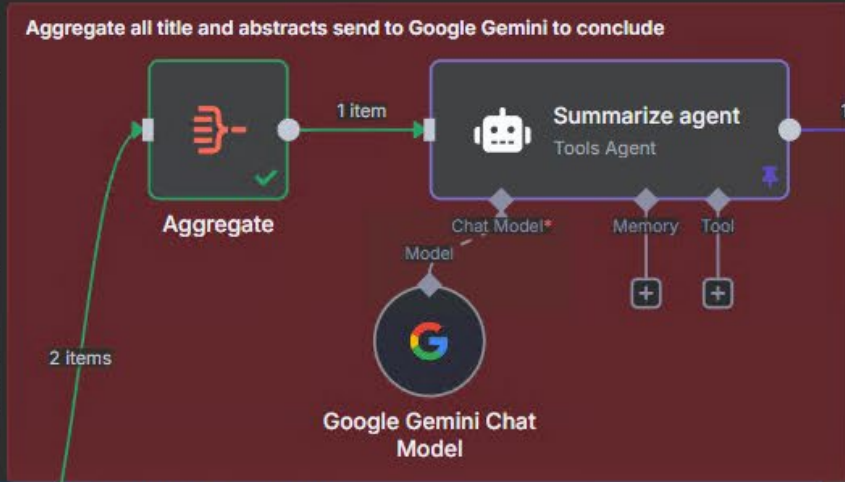 Aggregate all title and abstracts send to Google Gemini to conclude
1 item
1
Summarize agent
Tools Agent
Aggregate
Chat Model*
Memory
Tool
Model
2 items
Google Gemini Chat
Model